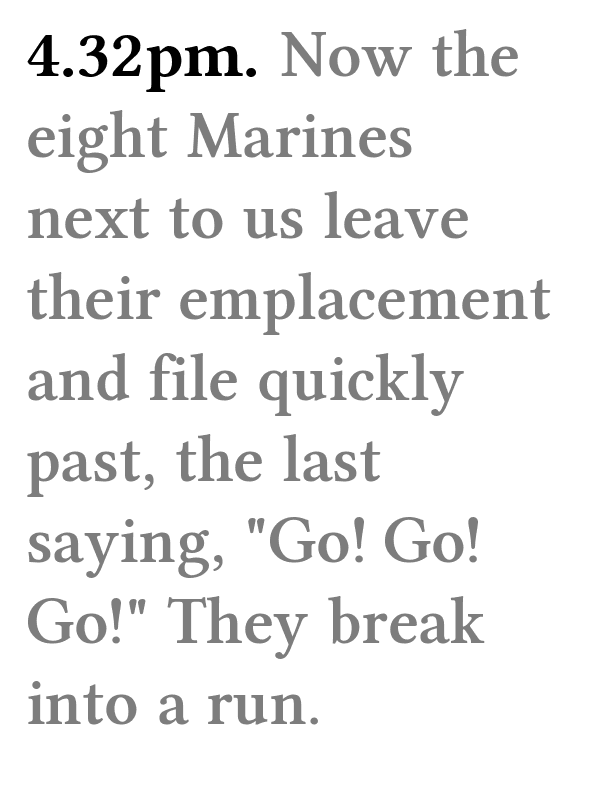 4.32pm. Now the
eight Marines
next to us leave
their emplacement
and file quickly
past, the last
saying, "Go! Go!
Go!" They break
into a run.